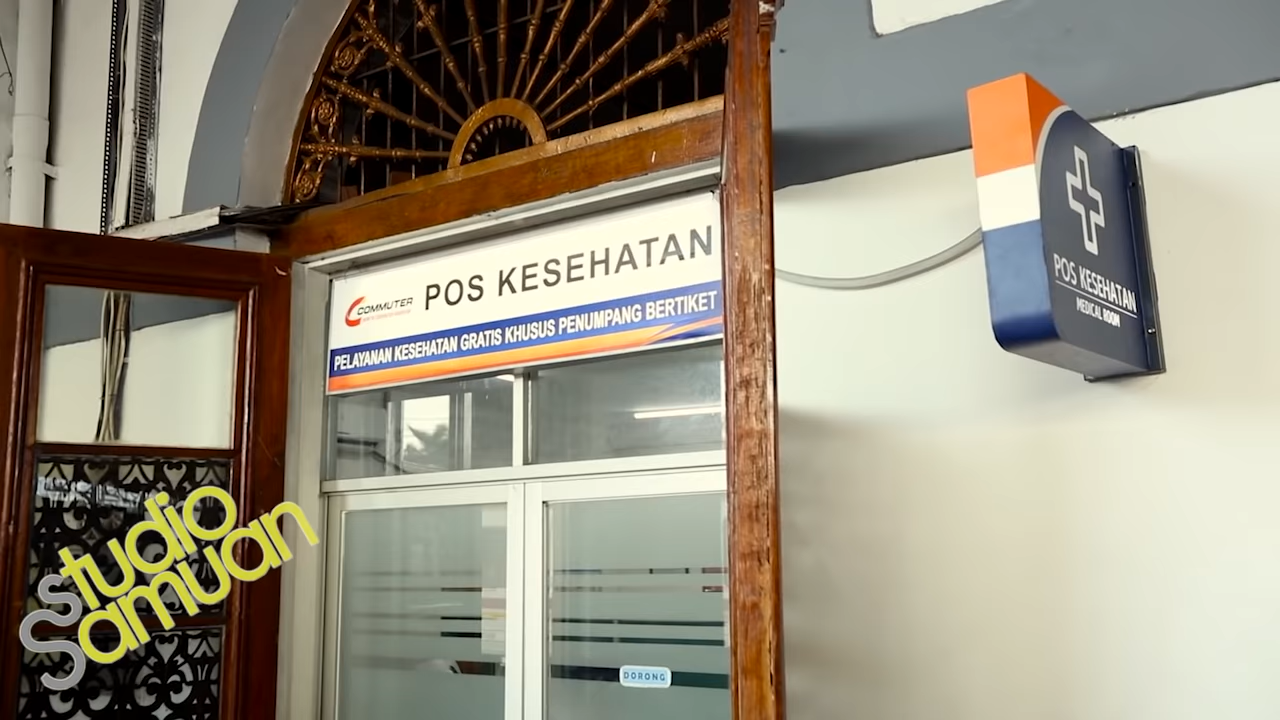 POS KESEHATAN
COMMUTER
PELAYANAN KESEHATAN GRATIS KHUSUS PENUMPANG BERTIKET
POS KESEHATAN
MEDICAL ROOM
DORONG
studio
Samuan